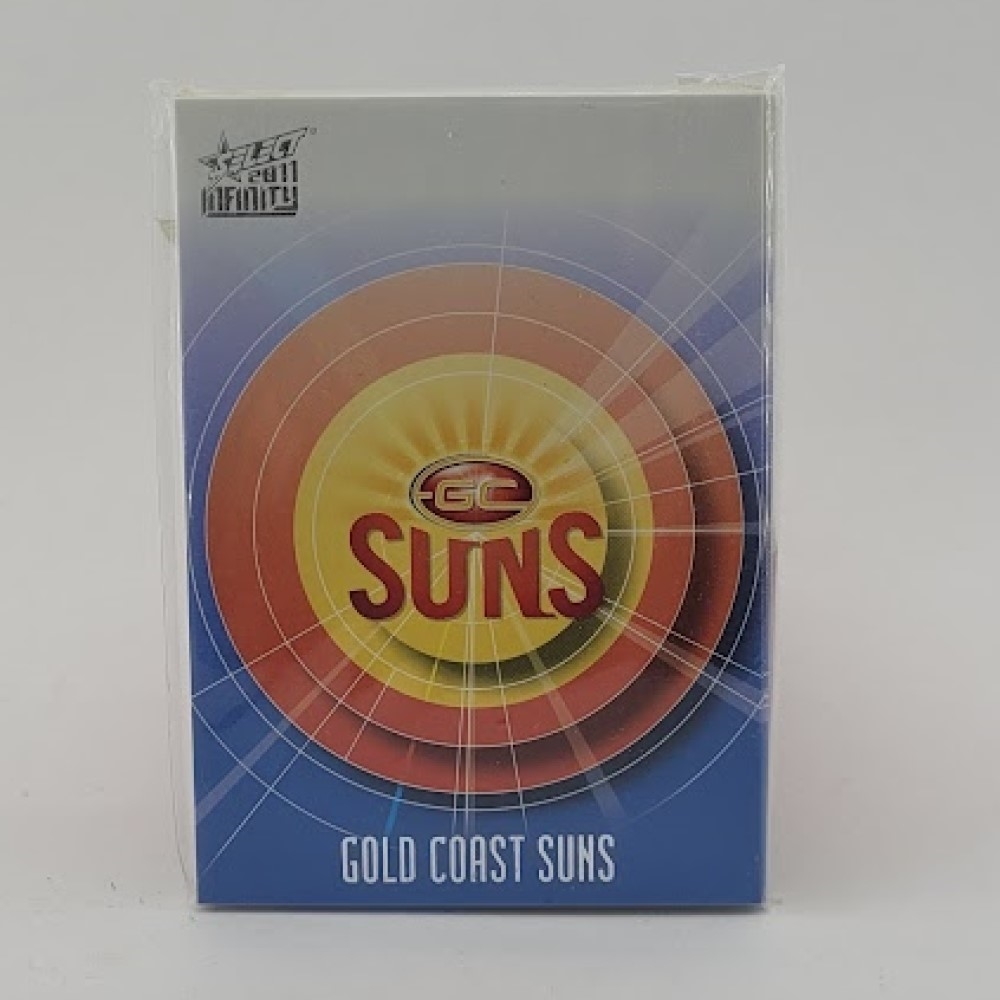 SELECT
2011
INFINITY
GC
SUNS
GOLD COAST SUNS